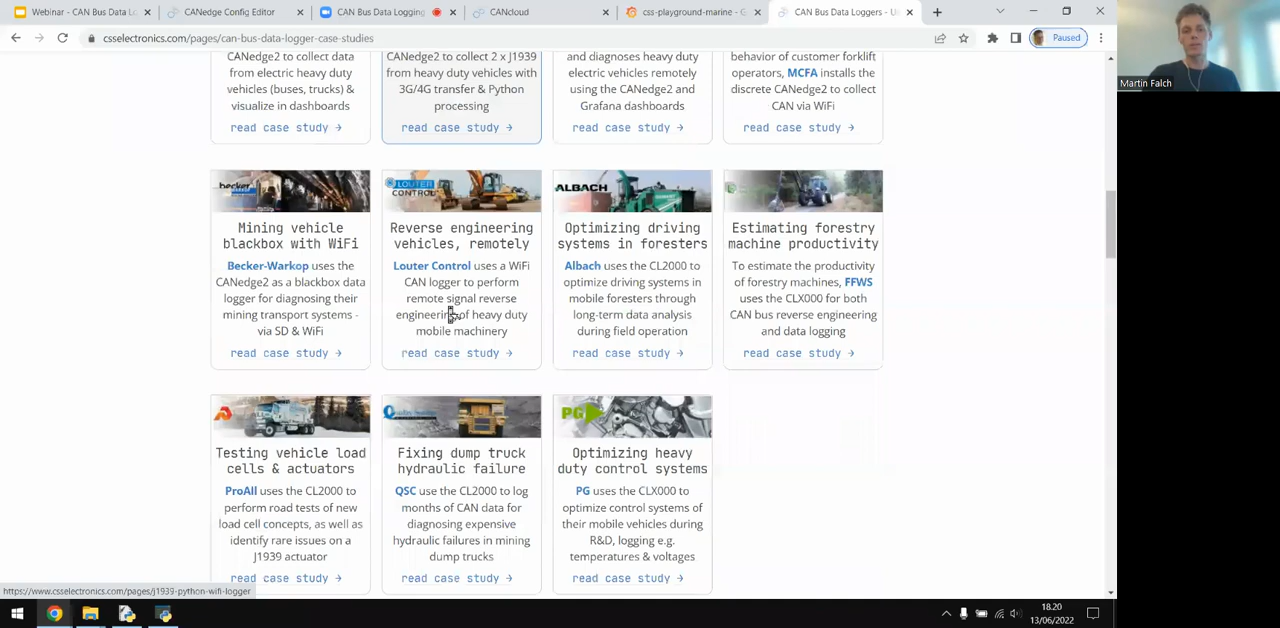 Webinar - CAN Bus Data Lo
CANedge Config Editor
CAN Bus Data Logging
CANcloud
css-playground-marine - G
CAN Bus Data Loggers - U
csselectronics.com/pages/can-bus-data-logger-case-studies
Paused
Martin Falch
CANedge2 to collect data
from electric heavy duty
vehicles (buses, trucks) &
visualize in dashboards
read case study →
CANedge2 to collect 2 x J1939
from heavy duty vehicles with
3G/4G transfer & Python
processing
read case study →
and diagnoses heavy duty
electric vehicles remotely
using the CANedge2 and
Grafana dashboards
read case study →
behavior of customer forklift
operators, MCFA installs the
discrete CANedge2 to collect
CAN via WiFi
read case study →
becker
Mining vehicle
blackbox with WiFi
Becker-Warkop uses the
CANedge2 as a blackbox data
logger for diagnosing their
mining transport systems -
via SD & WiFi
read case study →
LOUTER
CONTROL
Reverse engineering
vehicles, remotely
Louter Control uses a WiFi
CAN logger to perform
remote signal reverse
engineering of heavy duty
mobile machinery
read case study →
ALBACH
Optimizing driving
systems in foresters
Albach uses the CL2000 to
optimize driving systems in
mobile foresters through
long-term data analysis
during field operation
read case study →
Estimating forestry
machine productivity
To estimate the productivity
of forestry machines, FFWS
uses the CLX000 for both
CAN bus reverse engineering
and data logging
read case study →
Testing vehicle load
cells & actuators
ProAll uses the CL2000 to
perform road tests of new
load cell concepts, as well as
identify rare issues on a
J1939 actuator
read case study →
Fixing dump truck
hydraulic failure
QSC use the CL2000 to log
months of CAN data for
diagnosing expensive
hydraulic failures in mining
dump trucks
read case study →
PG
Optimizing heavy
duty control systems
PG uses the CLX000 to
optimize control systems of
their mobile vehicles during
R&D, logging e.g.
temperatures & voltages
read case study →
https://www.csselectronics.com/pages/j1939-python-wifi-logger
18.20
13/06/2022